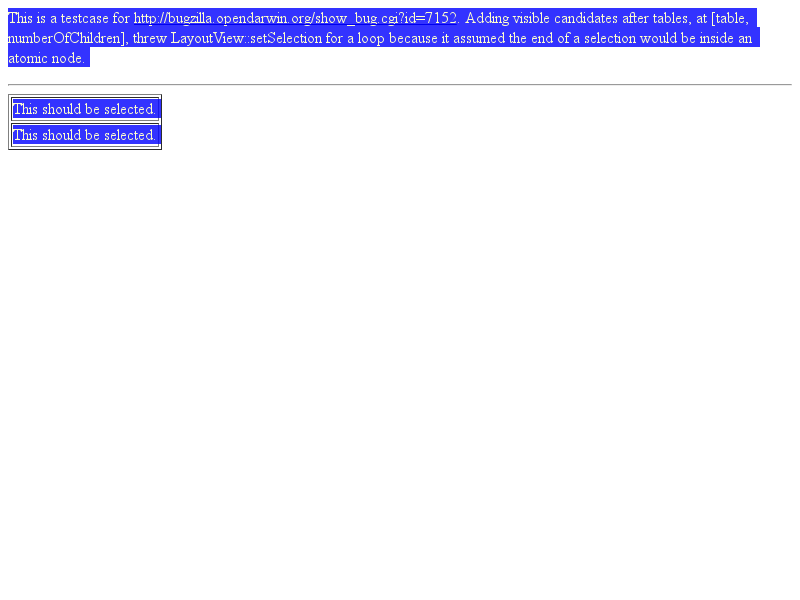 This is a testcase for http://bugzilla.opendarwin.org/show_bug.cgi?id=7152. Adding visible candidates after tables, at [table,
numberOfChildren], threw LayoutView::setSelection for a loop because it assumed the end of a selection would be inside an
atomic node.
This should be selected.
This should be selected.